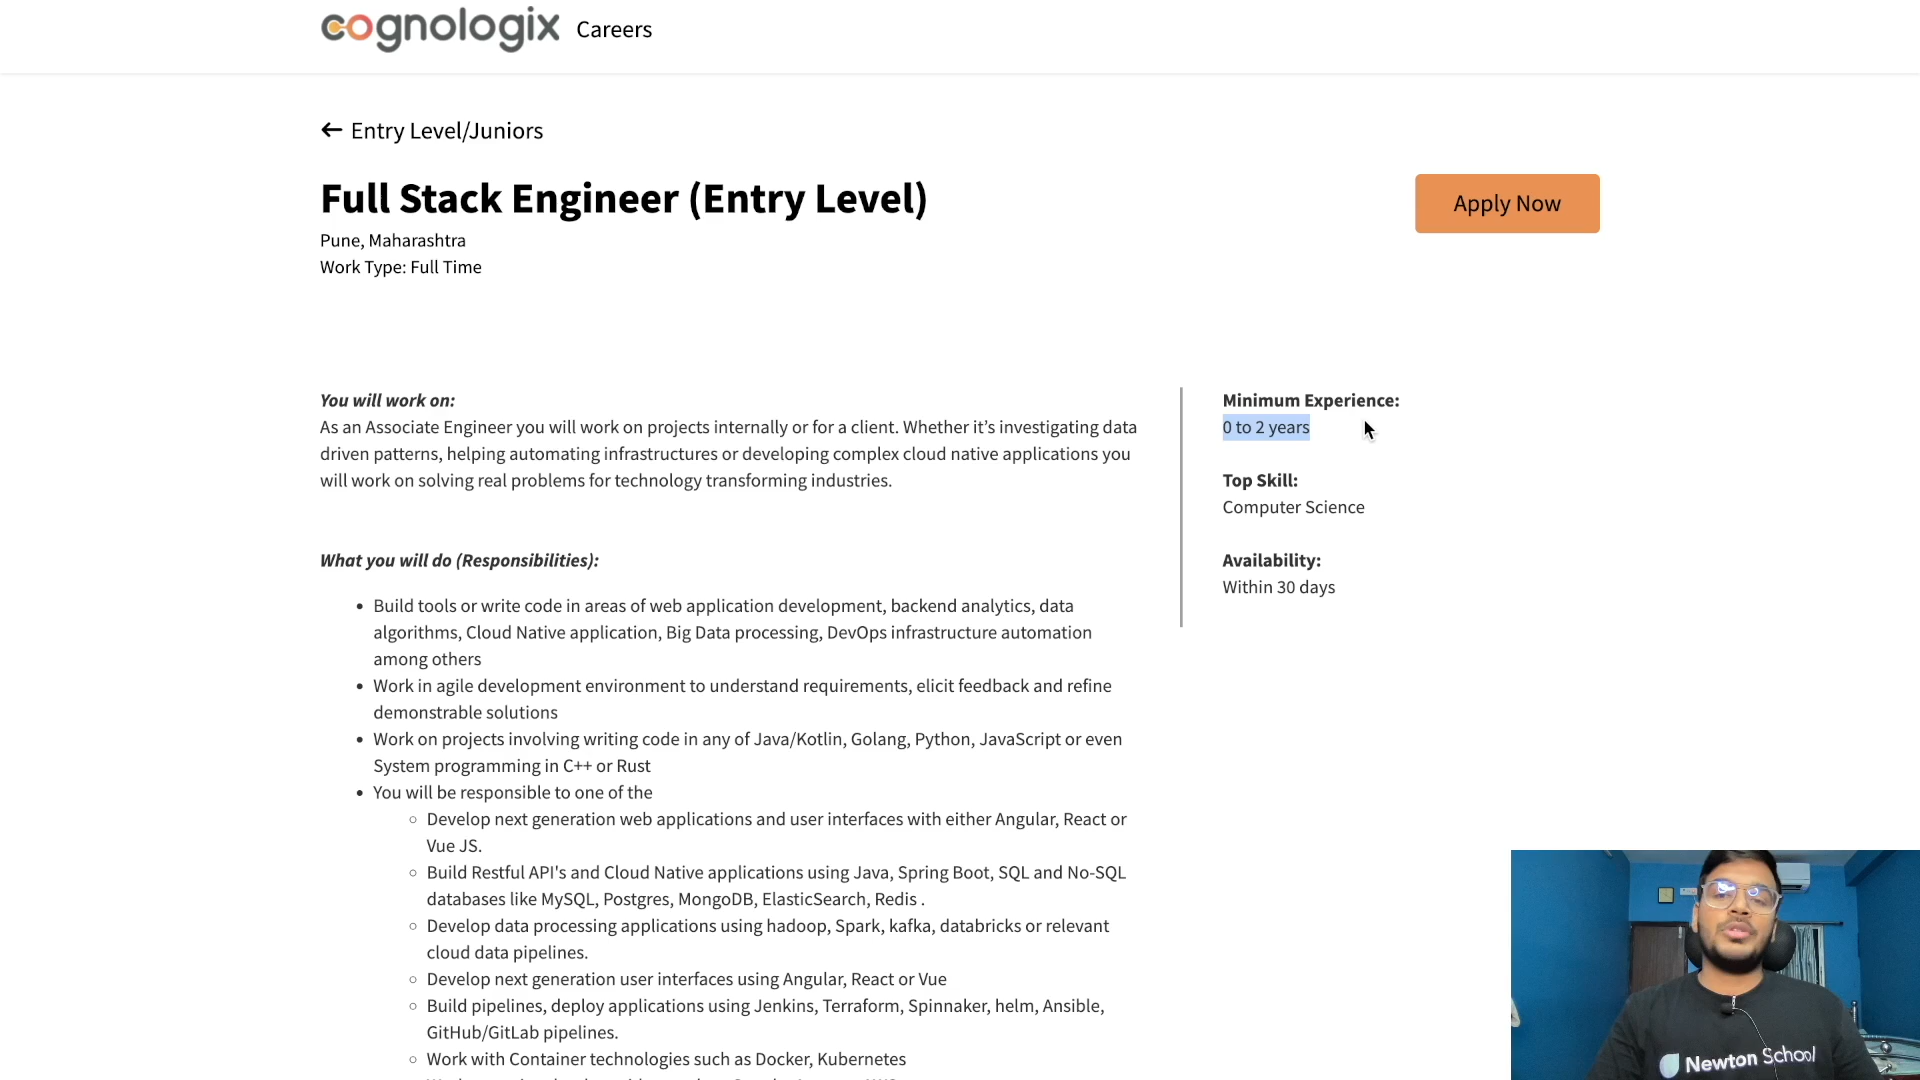 cognologix Careers
← Entry Level/Juniors
Full Stack Engineer (Entry Level)
Apply Now
Pune, Maharashtra
Work Type: Full Time
You will work on:
As an Associate Engineer you will work on projects internally or for a client. Whether it’s investigating data
driven patterns, helping automating infrastructures or developing complex cloud native applications you
will work on solving real problems for technology transforming industries.
What you will do (Responsibilities):
• Build tools or write code in areas of web application development, backend analytics, data
algorithms, Cloud Native application, Big Data processing, DevOps infrastructure automation
among others
• Work in agile development environment to understand requirements, elicit feedback and refine
demonstrable solutions
• Work on projects involving writing code in any of Java/Kotlin, Golang, Python, JavaScript or even
System programming in C++ or Rust
• You will be responsible to one of the
◦ Develop next generation web applications and user interfaces with either Angular, React or
Vue JS.
◦ Build Restful API's and Cloud Native applications using Java, Spring Boot, SQL and No-SQL
databases like MySQL, Postgres, MongoDB, ElasticSearch, Redis .
◦ Develop data processing applications using hadoop, Spark, kafka, databricks or relevant
cloud data pipelines.
◦ Develop next generation user interfaces using Angular, React or Vue
◦ Build pipelines, deploy applications using Jenkins, Terraform, Spinnaker, helm, Ansible,
GitHub/GitLab pipelines.
◦ Work with Container technologies such as Docker, Kubernetes
Minimum Experience:
0 to 2 years
Top Skill:
Computer Science
Availability:
Within 30 days
Newton School